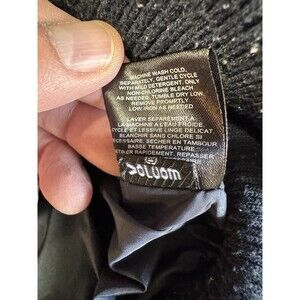 MACHINE WASH COLD,
SEPARATELY, GENTLE CYCLE
WITH MILD DETERGENT. ONLY
NON-CHLORINE BLEACH
AS NEEDED, TUMBLE DRY LOW.
REMOVE PROMPTLY
LOW IRON AS NEEDED.
LAVER SEPAREMENT A
LA MACHINE A L'EAU FROIDE,
CYCLE ET LESSIVE LINGE DELICAT.
BLANCHIR SANS CHLORE SI
NECESSAIRE. SECHER EN TAMBOUR
BASSE TEMPERATURE
RAPIDEMENT, REPASSER